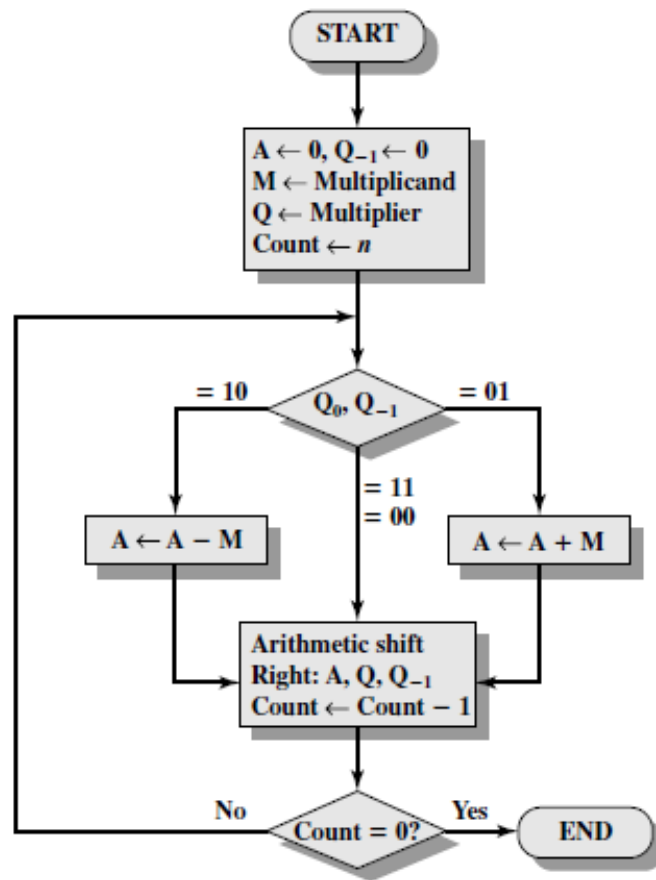 START
A ← 0, Q₋₁ ← 0
M ← Multiplicand
Q ← Multiplier
Count ← n
= 10
Q₀, Q₋₁
= 01
= 11
= 00
A ← A − M
A ← A + M
Arithmetic shift
Right: A, Q, Q₋₁
Count ← Count − 1
No
Count = 0?
Yes
END